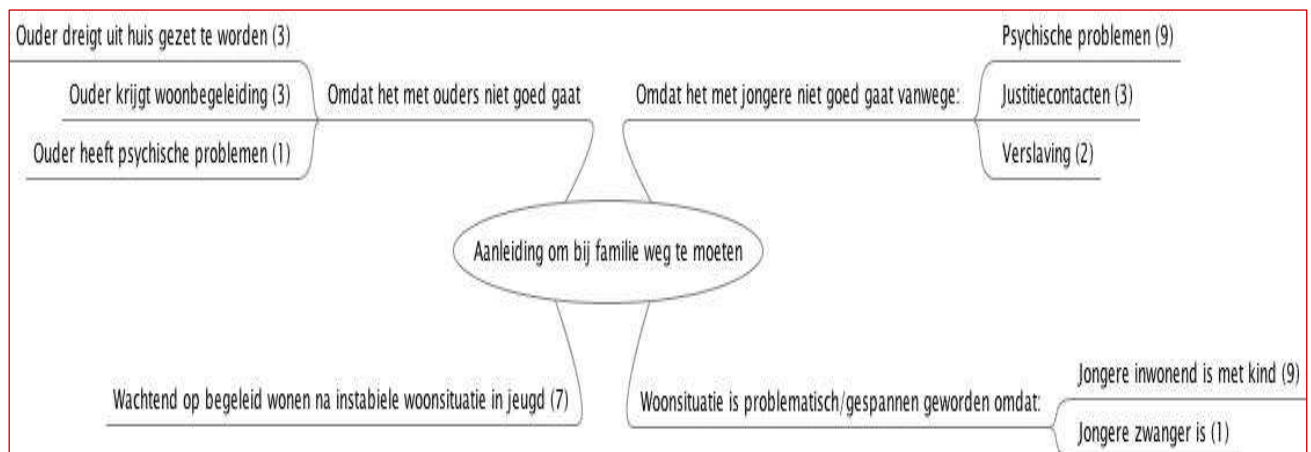 Ouder dreigt uit huis gezet te worden (3)
Ouder krijgt woonbegeleiding (3)
Ouder heeft psychische problemen (1)
Omdat het met ouders niet goed gaat
Omdat het met jongere niet goed gaat vanwege:
Psychische problemen (9)
Justitiecontacten (3)
Verslaving (2)
Aanleiding om bij familie weg te moeten
Wachtend op begeleid wonen na instabiele woonsituatie in jeugd (7)
Woonsituatie is problematisch/gespannen geworden omdat:
Jongere inwonend is met kind (9)
Jongere zwanger is (1)